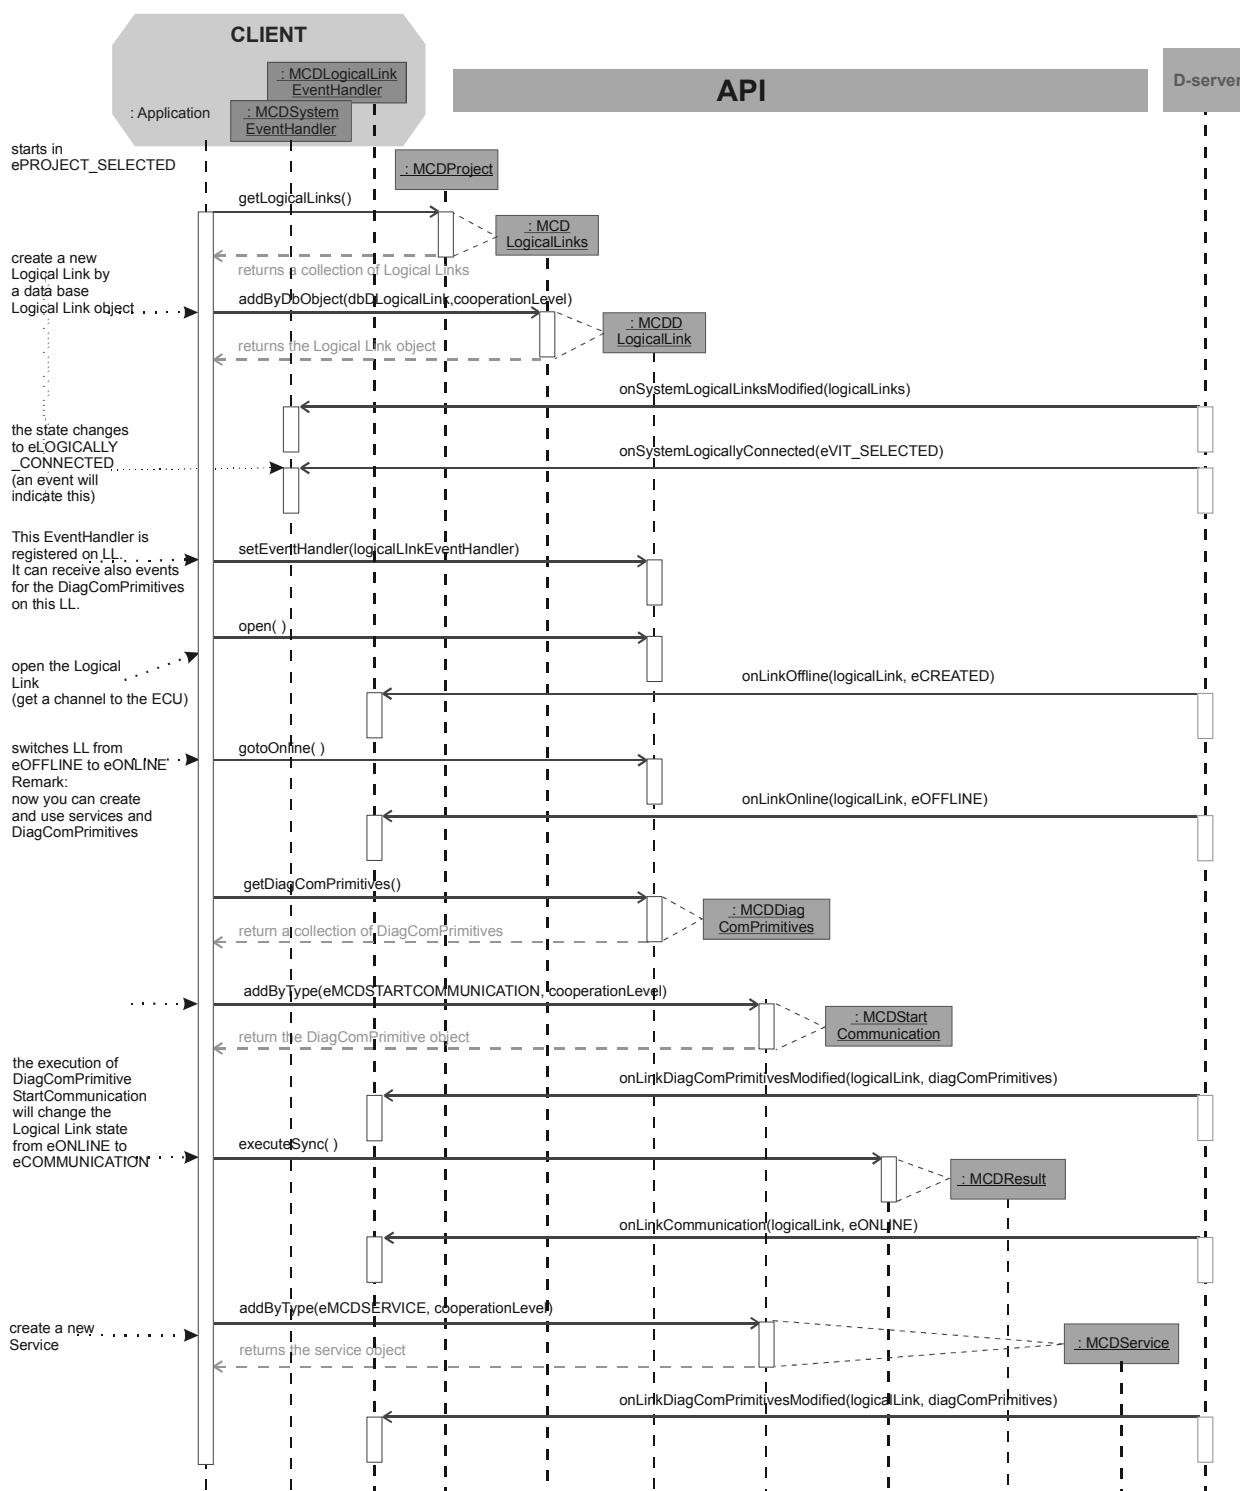 CLIENT
: MCDLogicalLink
EventHandler
API
D-server
: Application
: MCDSystem
EventHandler
starts in
ePROJECT_SELECTED
: MCDProject
getLogicalLinks()
: MCD
LogicalLinks
create a new
Logical Link by
a data base
Logical Link object
returns a collection of Logical Links
addByDbObject(dbDLogicalLink,cooperationLevel)
: MCDD
LogicalLink
returns the Logical Link object
onSystemLogicalLinksModified(logicalLinks)
the state changes
to eLOGICALLY
_CONNECTED
(an event will
indicate this)
onSystemLogicallyConnected(eVIT_SELECTED)
This EventHandler is
registered on LL.
It can receive also events
for the DiagComPrimitives
on this LL.
setEventHandler(logicalLInkEventHandler)
open( )
open the Logical
Link
(get a channel to the ECU)
onLinkOffline(logicalLink, eCREATED)
switches LL from
eOFFLINE to eONLINE
Remark:
now you can create
and use services and
DiagComPrimitives
gotoOnline( )
onLinkOnline(logicalLink, eOFFLINE)
getDiagComPrimitives()
: MCDDiag
ComPrimitives
return a collection of DiagComPrimitives
addByType(eMCDSTARTCOMMUNICATION, cooperationLevel)
: MCDStart
Communication
return the DiagComPrimitive object
the execution of
DiagComPrimitive
StartCommunication
will change the
Logical Link state
from eONLINE to
eCOMMUNICATION
onLinkDiagComPrimitivesModified(logicalLink, diagComPrimitives)
executeSync( )
: MCDResult
onLinkCommunication(logicalLink, eONLINE)
addByType(eMCDSERVICE, cooperationLevel)
create a new
Service
: MCDService
returns the service object
onLinkDiagComPrimitivesModified(logicalLink, diagComPrimitives)